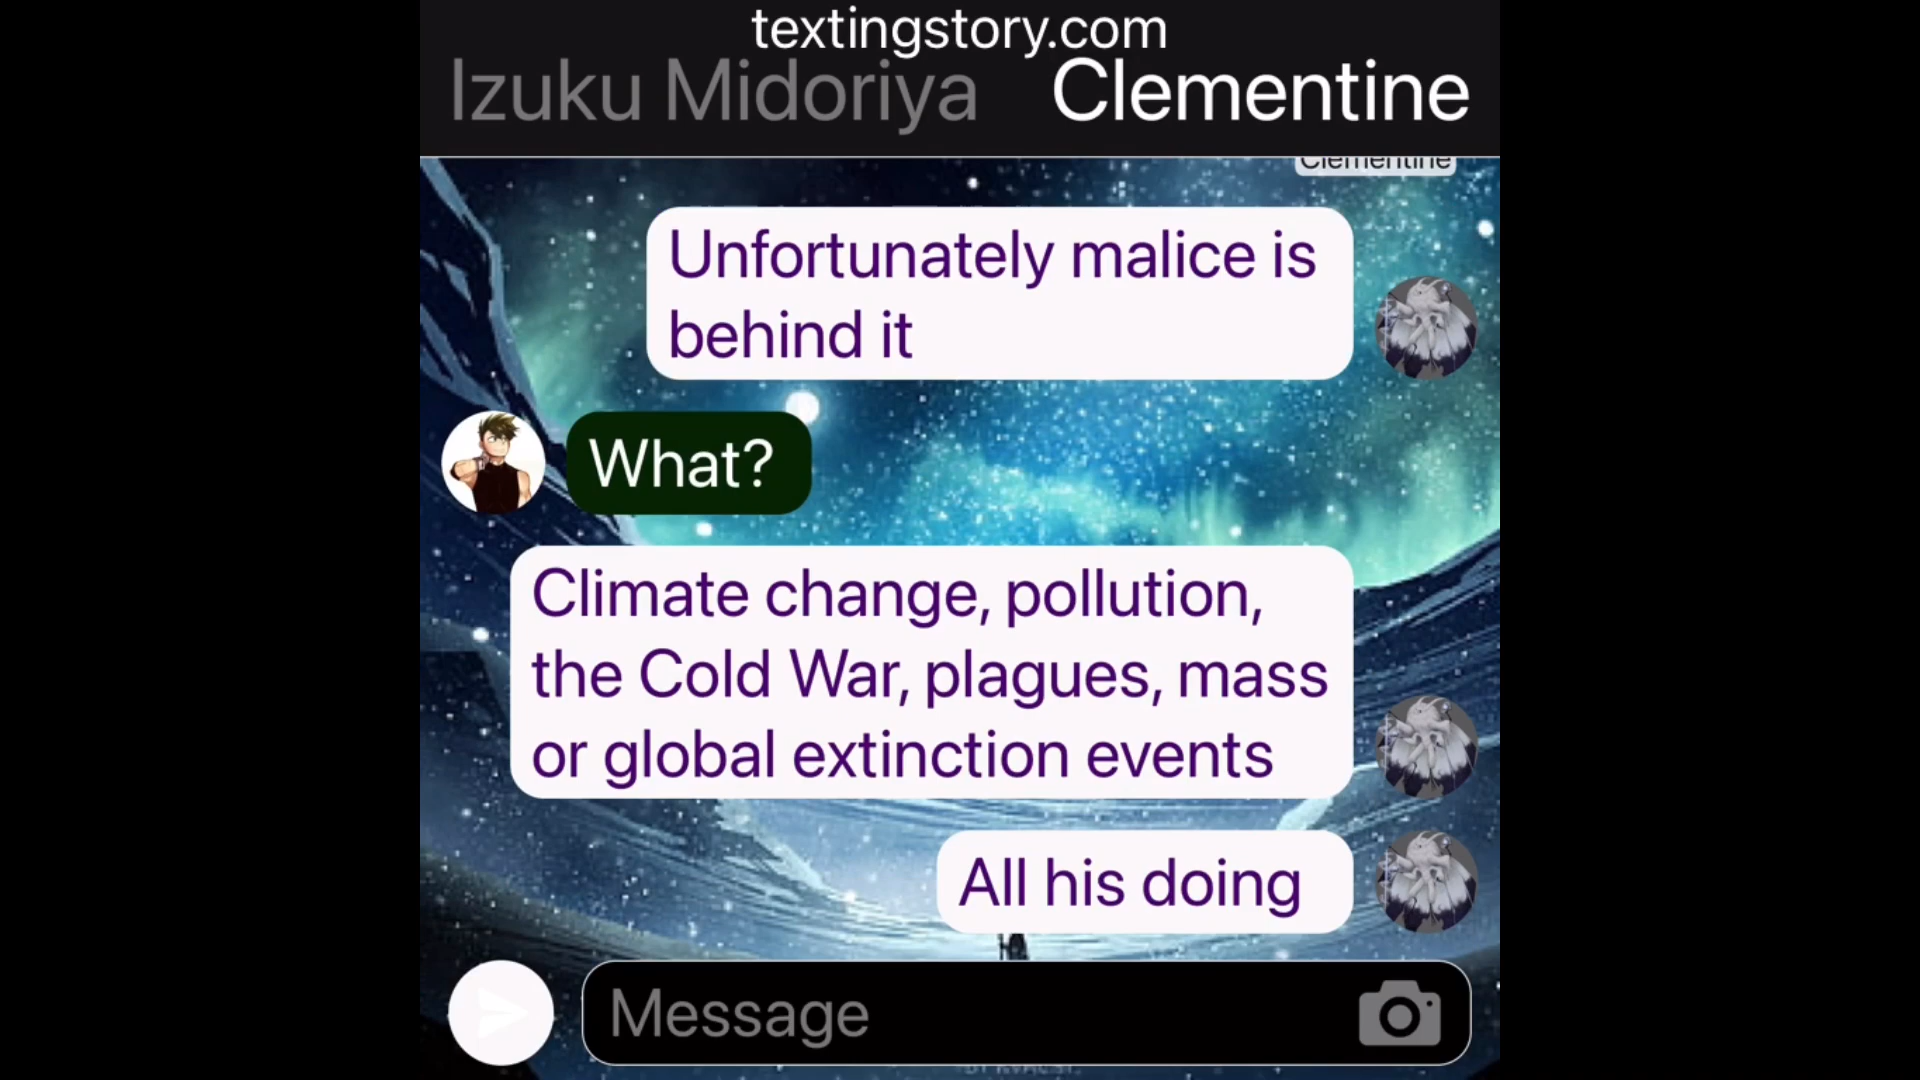 textingstory.com
Izuku Midoriya Clementine
Clementine
Unfortunately malice is
behind it
What?
Climate change, pollution,
the Cold War, plagues, mass
or global extinction events
All his doing
Message